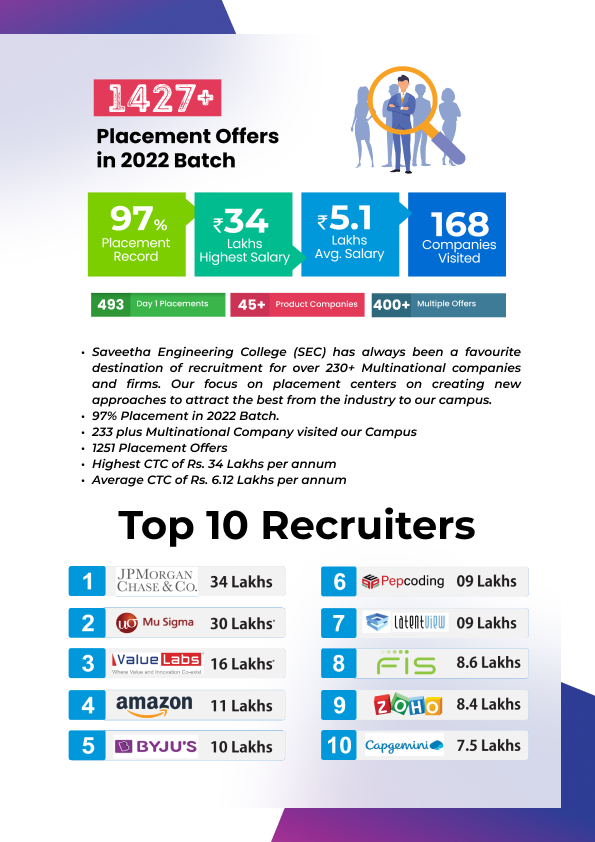 1427+
Placement Offers
in 2022 Batch
97%
Placement
Record
₹34
Lakhs
Highest Salary
₹5.1
Lakhs
Avg. Salary
168
Companies
Visited
493 Day 1 Placements
45+ Product Companies
400+ Multiple Offers
• Saveetha Engineering College (SEC) has always been a favourite
destination of recruitment for over 230+ Multinational companies
and firms. Our focus on placement centers on creating new
approaches to attract the best from the industry to our campus.
• 97% Placement in 2022 Batch.
• 233 plus Multinational Company visited our Campus
• 1251 Placement Offers
• Highest CTC of Rs. 34 Lakhs per annum
• Average CTC of Rs. 6.12 Lakhs per annum
Top 10 Recruiters
1 JPMorgan Chase & Co. 34 Lakhs
2 Mu Sigma 30 Lakhs*
3 ValueLabs Where Value and Innovation Co-exist 16 Lakhs*
4 amazon 11 Lakhs
5 BYJU'S 10 Lakhs
6 Pepcoding 09 Lakhs
7 LatentView 09 Lakhs
8 FIS 8.6 Lakhs
9 ZOHO 8.4 Lakhs
10 Capgemini 7.5 Lakhs